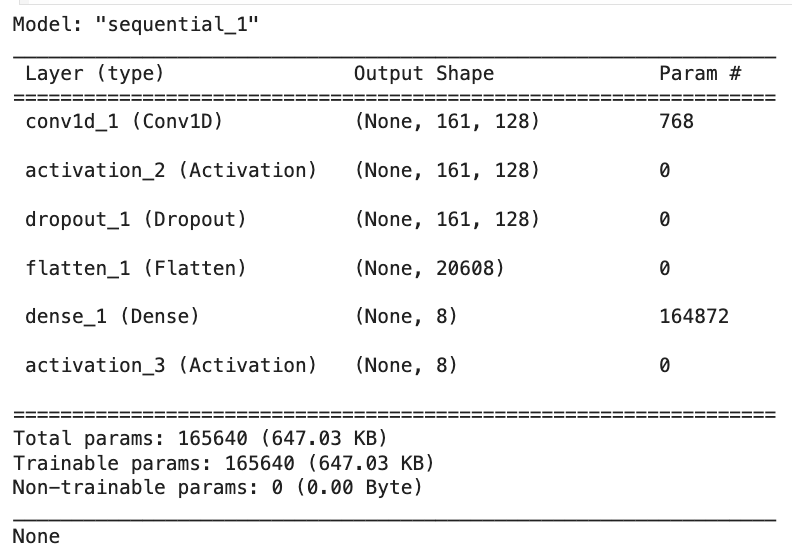 Model: "sequential_1"
_________________________________________________________________
Layer (type) Output Shape Param #
=================================================================
conv1d_1 (Conv1D) (None, 161, 128) 768
activation_2 (Activation) (None, 161, 128) 0
dropout_1 (Dropout) (None, 161, 128) 0
flatten_1 (Flatten) (None, 20608) 0
dense_1 (Dense) (None, 8) 164872
activation_3 (Activation) (None, 8) 0
=================================================================
Total params: 165640 (647.03 KB)
Trainable params: 165640 (647.03 KB)
Non-trainable params: 0 (0.00 Byte)
_________________________________________________________________
None